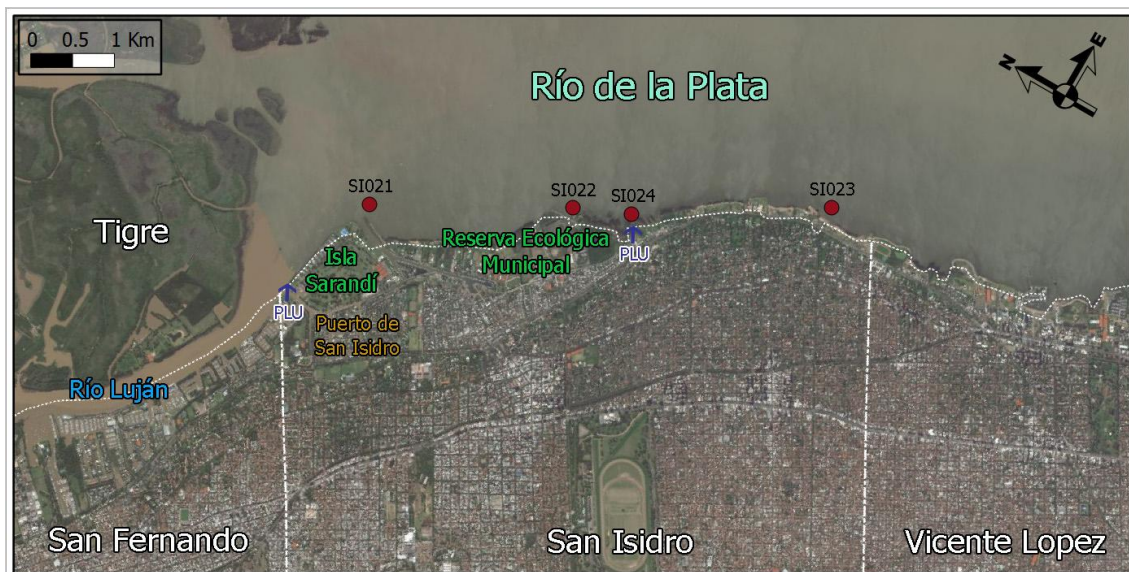 0 0.5 1 Km
N
E
Río de la Plata
SI021
SI022
SI024
SI023
Tigre
Reserva Ecológica
Municipal
Isla
Sarandí
PLU
PLU
Puerto de
San Isidro
Río Luján
San Fernando
San Isidro
Vicente Lopez